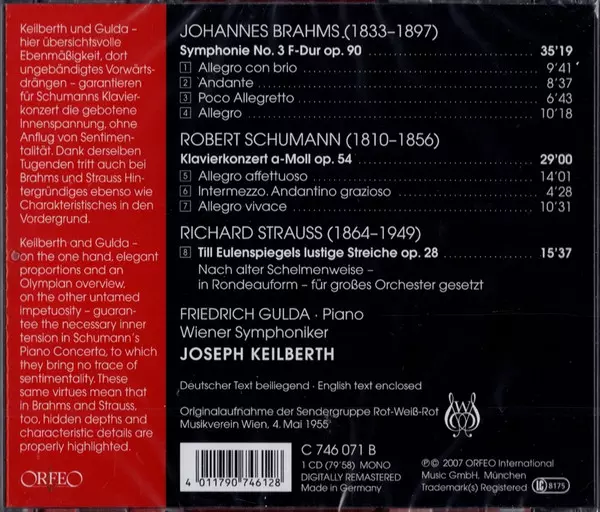 Keilberth und Gulda –
hier übersichtsvolle
Ebenmäßigkeit, dort
ungebändigtes Vorwärts-
drängen – garantieren
für Schumanns Klavier-
konzert die gebotene
Innenspannung, ohne
Anflug von Sentimen-
talität. Dank derselben
Tugenden tritt auch bei
Brahms und Strauss Hin-
tergründiges ebenso wie
Charakteristisches in den
Vordergrund.
Keilberth and Gulda –
on the one hand, elegant
proportions and an
Olympian overview,
on the other untamed
impetuosity – guaran-
tee the necessary inner
tension in Schumann's
Piano Concerto, to which
they bring no trace of
sentimentality. These
same virtues mean that
in Brahms and Strauss,
too, hidden depths and
characteristic details are
properly highlighted.
ORFEO
JOHANNES BRAHMS (1833–1897)
Symphonie No. 3 F-Dur op. 90 35'19
1 Allegro con brio 9'41
2 Andante 8'37
3 Poco Allegretto 6'43
4 Allegro 10'18
ROBERT SCHUMANN (1810–1856)
Klavierkonzert a-Moll op. 54 29'00
5 Allegro affettuoso 14'01
6 Intermezzo. Andantino grazioso 4'28
7 Allegro vivace 10'31
RICHARD STRAUSS (1864–1949)
8 Till Eulenspiegels lustige Streiche op. 28 15'37
Nach alter Schelmenweise –
in Rondeauform – für großes Orchester gesetzt
FRIEDRICH GULDA · Piano
Wiener Symphoniker
JOSEPH KEILBERTH
Deutscher Text beiliegend · English text enclosed
Originalaufnahme der Sendergruppe Rot-Weiß-Rot
Musikverein Wien, 4. Mai 1955
C 746 071 B
1 CD (79'58) MONO
DIGITALLY REMASTERED
Made in Germany
4 011790 746128
℗© 2007 ORFEO International
Music GmbH, München
Trademark(s) Registered
LC 8175